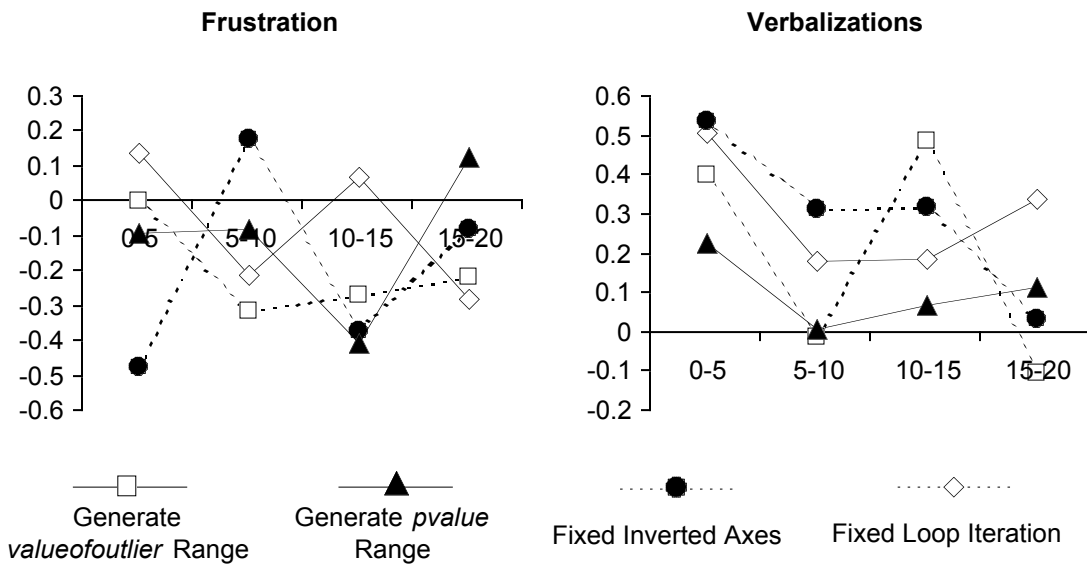 Frustration
0.3
0.2
0.1
0
-0.1
-0.2
-0.3
-0.4
-0.5
-0.6
0-5 5-10 10-15 15-20
Verbalizations
0.6
0.5
0.4
0.3
0.2
0.1
0
-0.1
-0.2
0-5 5-10 10-15 15-20
Generate
valueofoutlier Range
Generate pvalue
Range
Fixed Inverted Axes
Fixed Loop Iteration